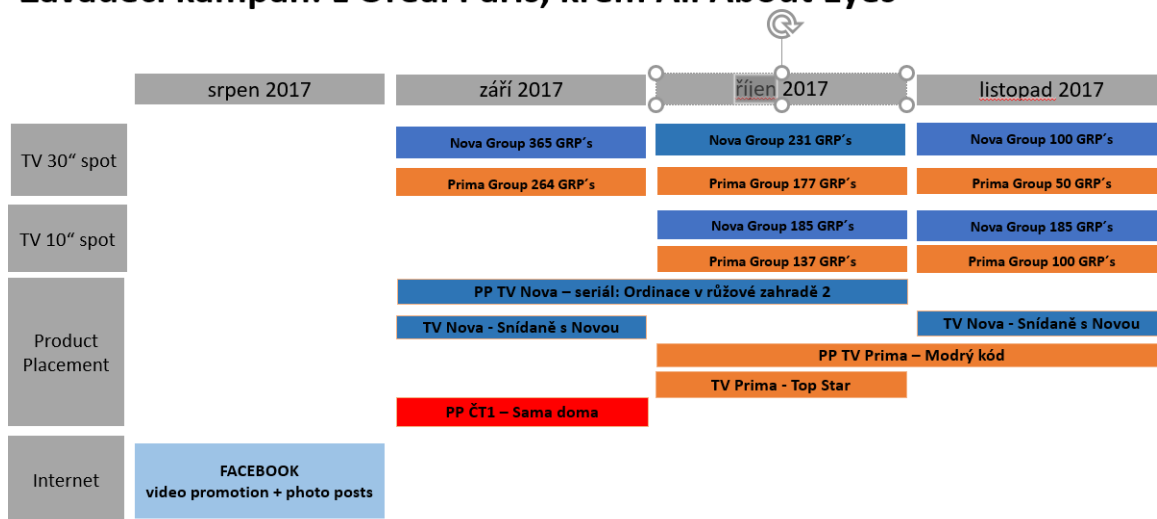 srpen 2017
září 2017
říjen 2017
listopad 2017
TV 30“ spot
Nova Group 365 GRP´s
Nova Group 231 GRP´s
Nova Group 100 GRP´s
Prima Group 264 GRP´s
Prima Group 177 GRP´s
Prima Group 50 GRP´s
TV 10“ spot
Nova Group 185 GRP´s
Nova Group 185 GRP´s
Prima Group 137 GRP´s
Prima Group 100 GRP´s
Product
Placement
PP TV Nova – seriál: Ordinace v růžové zahradě 2
TV Nova - Snídaně s Novou
TV Nova - Snídaně s Novou
PP TV Prima – Modrý kód
TV Prima - Top Star
PP ČT1 – Sama doma
Internet
FACEBOOK
video promotion + photo posts